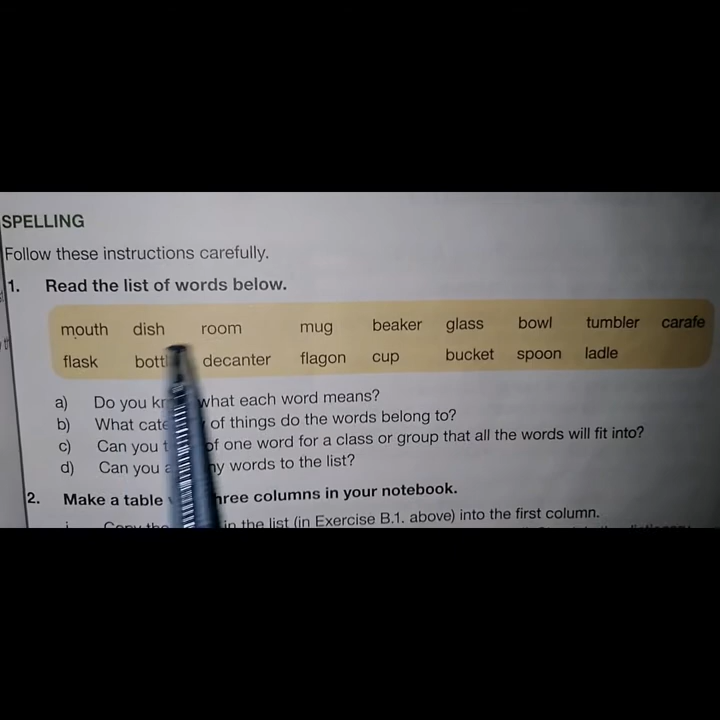 SPELLING
Follow these instructions carefully.
1. Read the list of words below.
mouth dish room mug beaker glass bowl tumbler carafe
flask decanter flagon cup bucket spoon ladle
a) Do you what each word means?
b) What of things do the words belong to?
c) Can you of one word for a class or group that all the words will fit into?
d) Can you words to the list?
2. Make a table three columns in your notebook.
i. Copy the in the list (in Exercise B.1. above) into the first column.